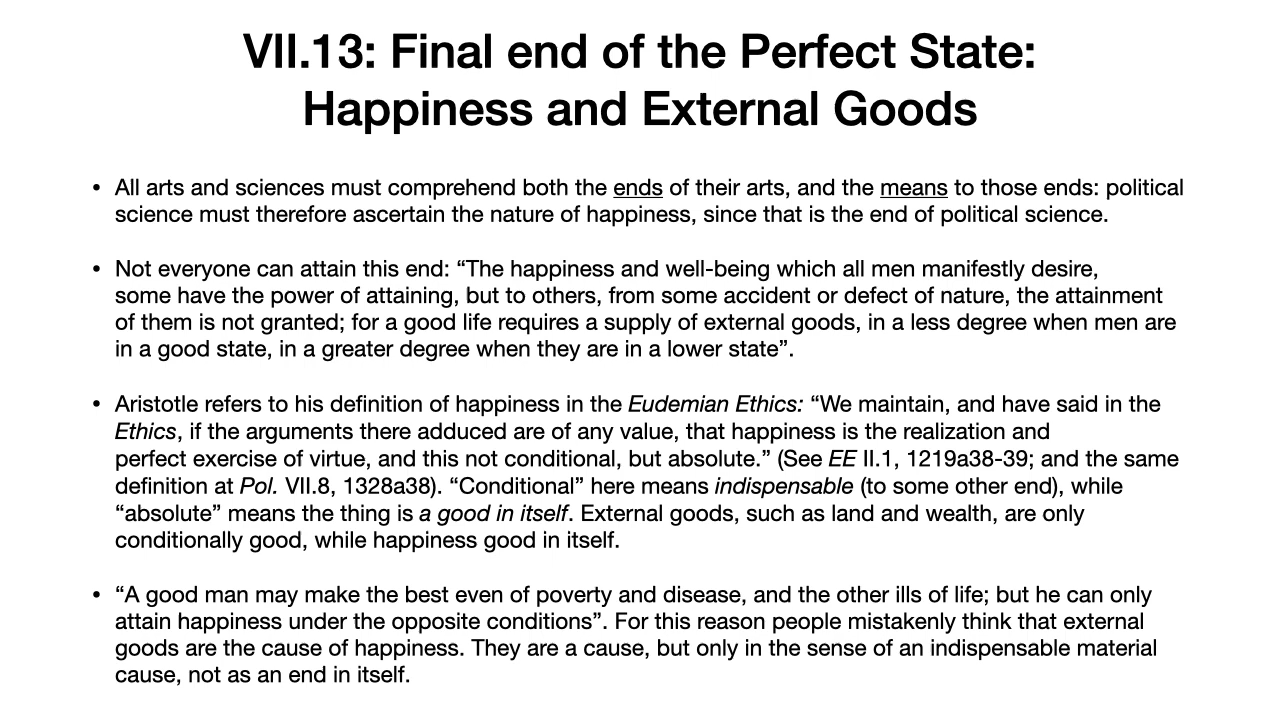 VII.13: Final end of the Perfect State:
Happiness and External Goods
• All arts and sciences must comprehend both the ends of their arts, and the means to those ends: political
science must therefore ascertain the nature of happiness, since that is the end of political science.
• Not everyone can attain this end: “The happiness and well-being which all men manifestly desire,
some have the power of attaining, but to others, from some accident or defect of nature, the attainment
of them is not granted; for a good life requires a supply of external goods, in a less degree when men are
in a good state, in a greater degree when they are in a lower state”.
• Aristotle refers to his definition of happiness in the Eudemian Ethics: “We maintain, and have said in the
Ethics, if the arguments there adduced are of any value, that happiness is the realization and
perfect exercise of virtue, and this not conditional, but absolute.” (See EE II.1, 1219a38-39; and the same
definition at Pol. VII.8, 1328a38). “Conditional” here means indispensable (to some other end), while
“absolute” means the thing is a good in itself. External goods, such as land and wealth, are only
conditionally good, while happiness good in itself.
• “A good man may make the best even of poverty and disease, and the other ills of life; but he can only
attain happiness under the opposite conditions”. For this reason people mistakenly think that external
goods are the cause of happiness. They are a cause, but only in the sense of an indispensable material
cause, not as an end in itself.